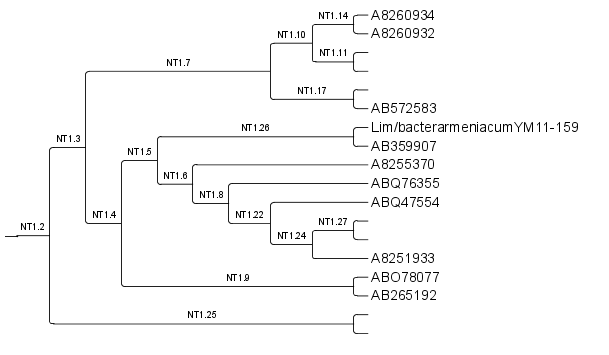 NT1.14
A8260934
A8260932
NT1.10
NT1.11
NT1.7
NT1.17
AB572583
NT1.3
NT1.26
Lim/bacterarmeniacumYM11-159
AB359907
NT1.5
A8255370
NT1.6
ABQ76355
NT1.8
ABQ47554
NT1.4
NT1.22
NT1.27
NT1.2
NT1.24
A8251933
ABO78077
NT1.9
AB265192
NT1.25